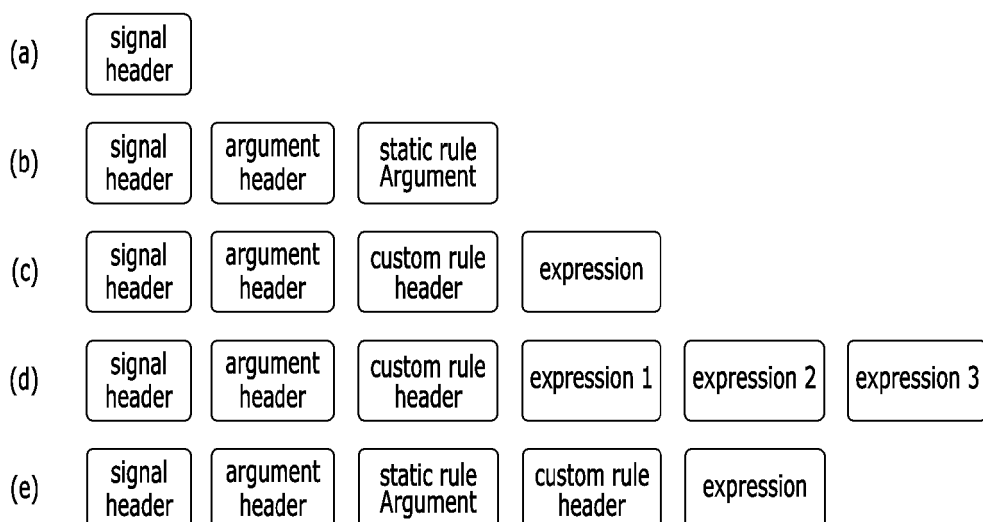 (a) signal header
(b) signal header argument header static rule Argument
(c) signal header argument header custom rule header expression
(d) signal header argument header custom rule header expression 1 expression 2 expression 3
(e) signal header argument header static rule Argument custom rule header expression